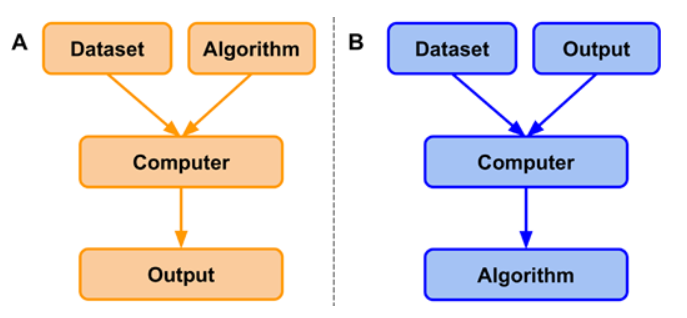 A
Dataset
Algorithm
Computer
Output
B
Dataset
Output
Computer
Algorithm